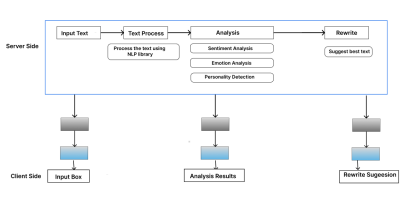 Input Text
Text Process
Analysis
Rewrite
Server Side
Process the text using
NLP library
Sentiment Analysis
Emotion Analysis
Personality Detection
Suggest best text
Client Side
Input Box
Analysis Results
Rewrite Sugeesion